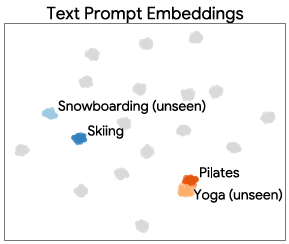 Text Prompt Embeddings
Snowboarding (unseen)
Skiing
Pilates
Yoga (unseen)